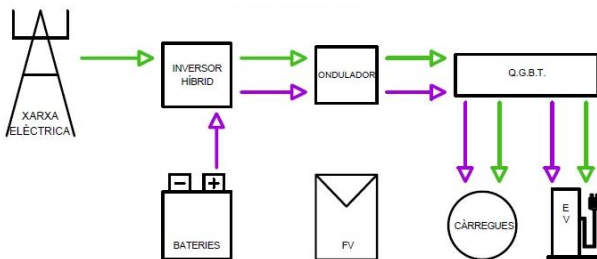 XARXA
ELÈCTRICA
INVERSOR
HÍBRID
ONDULADOR
Q.G.B.T.
BATERIES
FV
CÀRREGUES
E
V